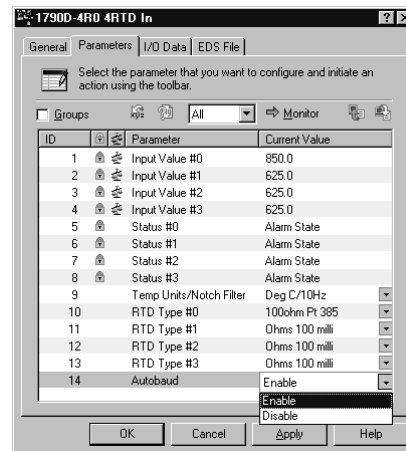 1790D-4R0 4RTD In
General Parameters I/O Data EDS File
Select the parameter that you want to configure and initiate an
action using the toolbar.
Groups All Monitor
ID Parameter Current Value
1 Input Value #0 850.0
2 Input Value #1 625.0
3 Input Value #2 625.0
4 Input Value #3 625.0
5 Status #0 Alarm State
6 Status #1 Alarm State
7 Status #2 Alarm State
8 Status #3 Alarm State
9 Temp Units/Notch Filter Deg C/10Hz
10 RTD Type #0 100ohm Pt 385
11 RTD Type #1 Ohms 100 milli
12 RTD Type #2 Ohms 100 milli
13 RTD Type #3 Ohms 100 milli
14 Autobaud Enable
Enable
Disable
OK Cancel Apply Help